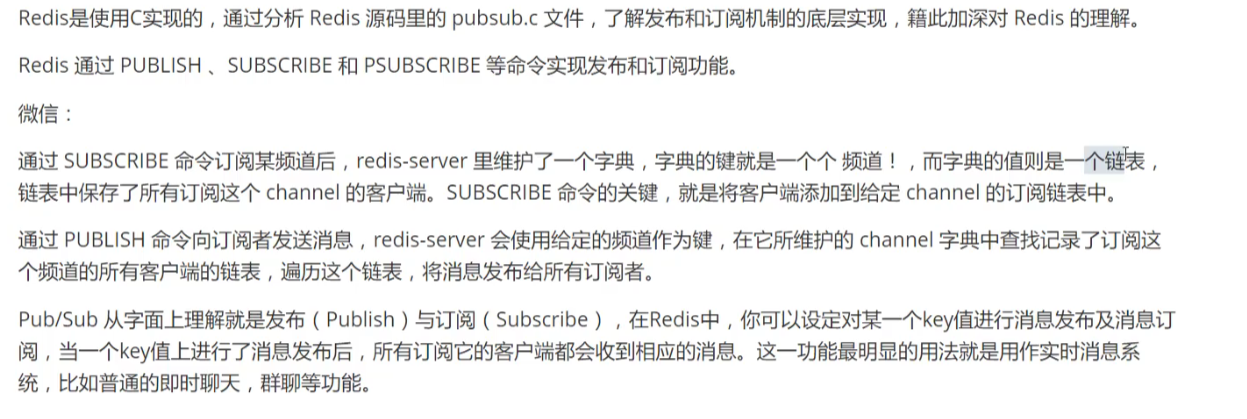 Redis是使用C实现的，通过分析 Redis 源码里的 pubsub.c 文件，了解发布和订阅机制的底层实现，籍此加深对 Redis 的理解。
Redis 通过 PUBLISH 、SUBSCRIBE 和 PSUBSCRIBE 等命令实现发布和订阅功能。
微信：
通过 SUBSCRIBE 命令订阅某频道后，redis-server 里维护了一个字典，字典的键就是一个个 频道！，而字典的值则是一个链表，
链表中保存了所有订阅这个 channel 的客户端。SUBSCRIBE 命令的关键，就是将客户端添加到给定 channel 的订阅链表中。
通过 PUBLISH 命令向订阅者发送消息，redis-server 会使用给定的频道作为键，在它所维护的 channel 字典中查找记录了订阅这
个频道的所有客户端的链表，遍历这个链表，将消息发布给所有订阅者。
Pub/Sub 从字面上理解就是发布（Publish）与订阅（Subscribe），在Redis中，你可以设定对某一个key值进行消息发布及消息订
阅，当一个key值上进行了消息发布后，所有订阅它的客户端都会收到相应的消息。这一功能最明显的用法就是用作实时消息系
统，比如普通的即时聊天，群聊等功能。